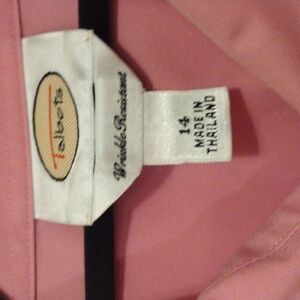 Talbots
Wrinkle Resistant
14
MADE IN
THAILAND